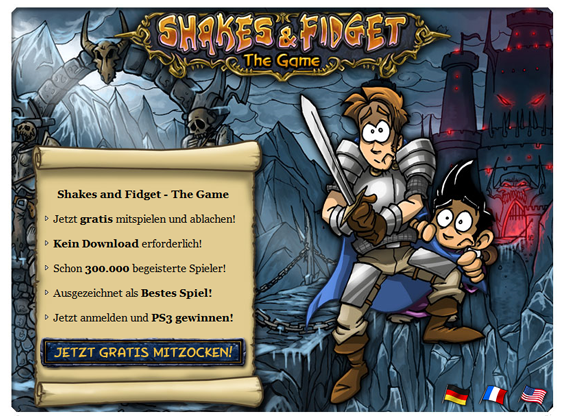 SHAKES & FIDGET
The Game
Shakes and Fidget - The Game
Jetzt gratis mitspielen und ablachen!
Kein Download erforderlich!
Schon 300.000 begeisterte Spieler!
Ausgezeichnet als Bestes Spiel!
Jetzt anmelden und PS3 gewinnen!
JETZT GRATIS MITZOCKEN!